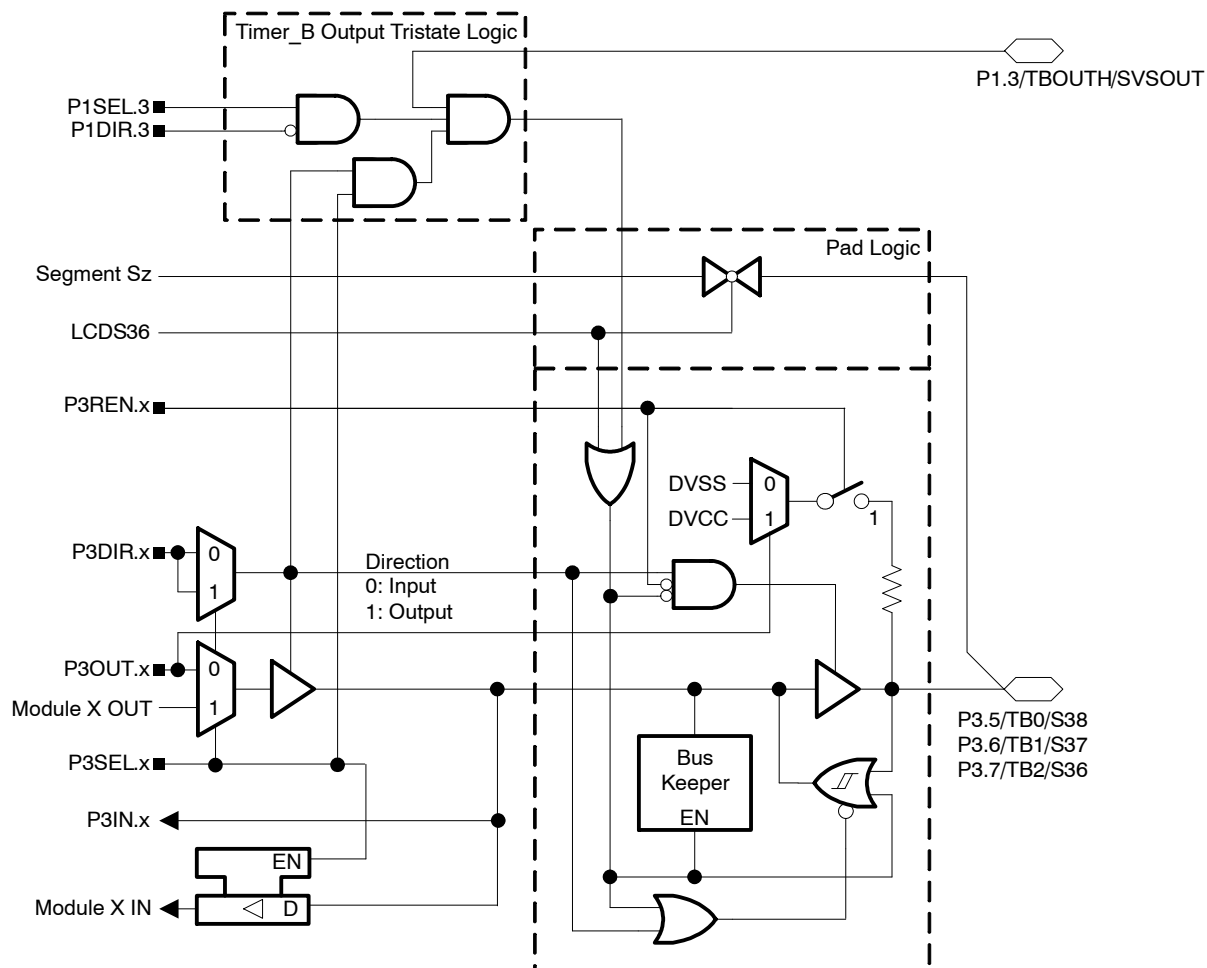 Timer_B Output Tristate Logic
P1.3/TBOUTH/SVSOUT
P1SEL.3
P1DIR.3
Pad Logic
Segment Sz
LCDS36
P3REN.x
DVSS
0
DVCC
1
1
P3DIR.x
0
1
Direction
0: Input
1: Output
P3OUT.x
0
Module X OUT
1
P3SEL.x
P3.5/TB0/S38
P3.6/TB1/S37
P3.7/TB2/S36
Bus
Keeper
EN
P3IN.x
EN
Module X IN
D